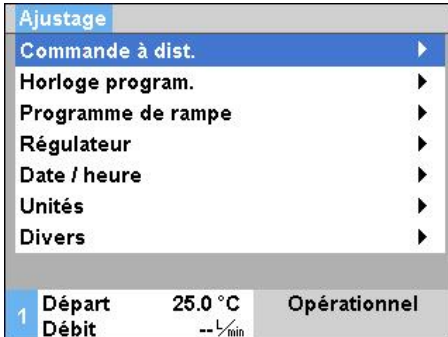 Ajustage
Commande à dist.
Horloge program.
Programme de rampe
Régulateur
Date / heure
Unités
Divers
1 Départ 25.0 °C Opérationnel
Débit -- L/min